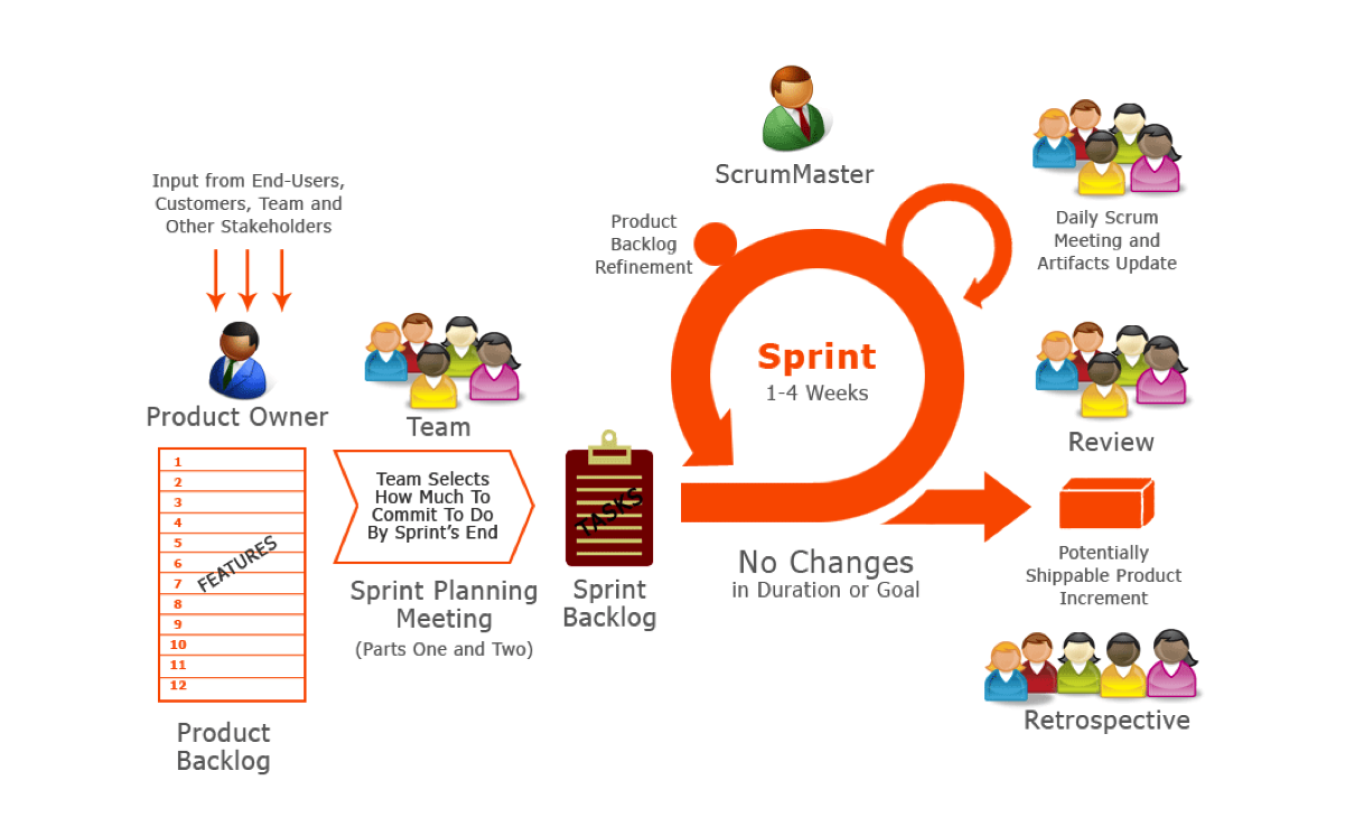 Input from End-Users,
Customers, Team and
Other Stakeholders
Product Owner
1
2
3
4
5
6
7
8
9
10
11
12
FEATURES
Product
Backlog
Team
Team Selects
How Much To
Commit To Do
By Sprint's End
Sprint Planning
Meeting
(Parts One and Two)
TASKS
Sprint
Backlog
ScrumMaster
Product
Backlog
Refinement
Sprint
1-4 Weeks
No Changes
in Duration or Goal
Daily Scrum
Meeting and
Artifacts Update
Review
Potentially
Shippable Product
Increment
Retrospective